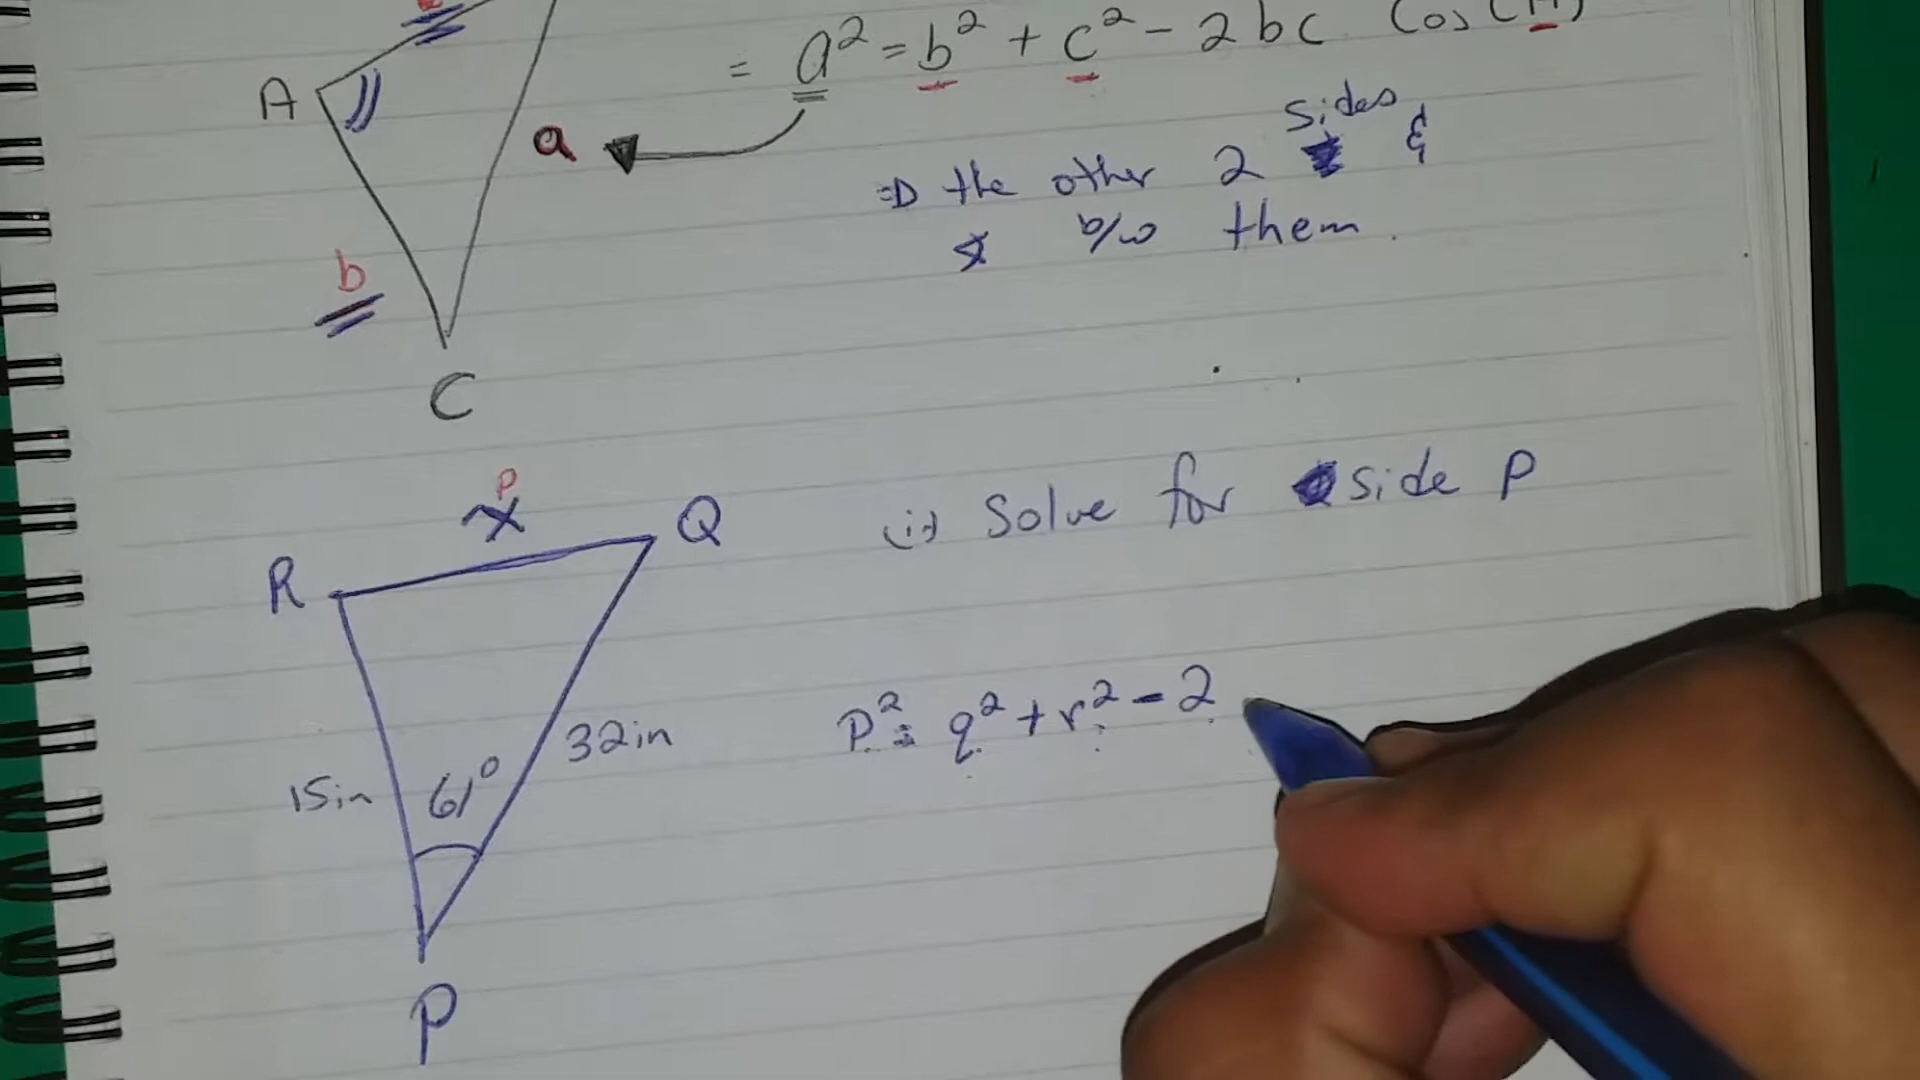 = a² = b² + c² - 2bc Cos (A)
A
a
sides
⇒ the other 2 &
∡ b/w them.
b
C
P
x
Q
(i) Solve for side P
R
P² = q² + r² - 2
32in
15in
61°
P